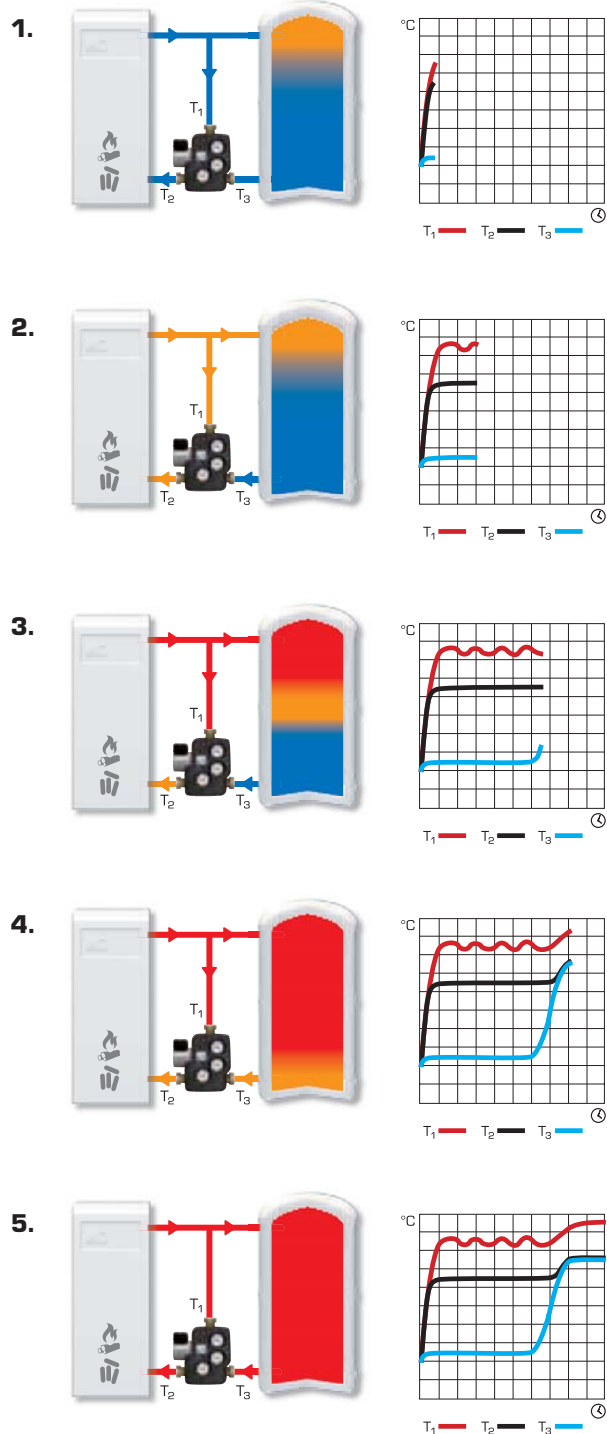 1.
T₁
T₂
T₃
°C
T₁ T₂ T₃
2.
T₁
T₂
T₃
°C
T₁ T₂ T₃
3.
T₁
T₂
T₃
°C
T₁ T₂ T₃
4.
T₁
T₂
T₃
°C
T₁ T₂ T₃
5.
T₁
T₂
T₃
°C
T₁ T₂ T₃